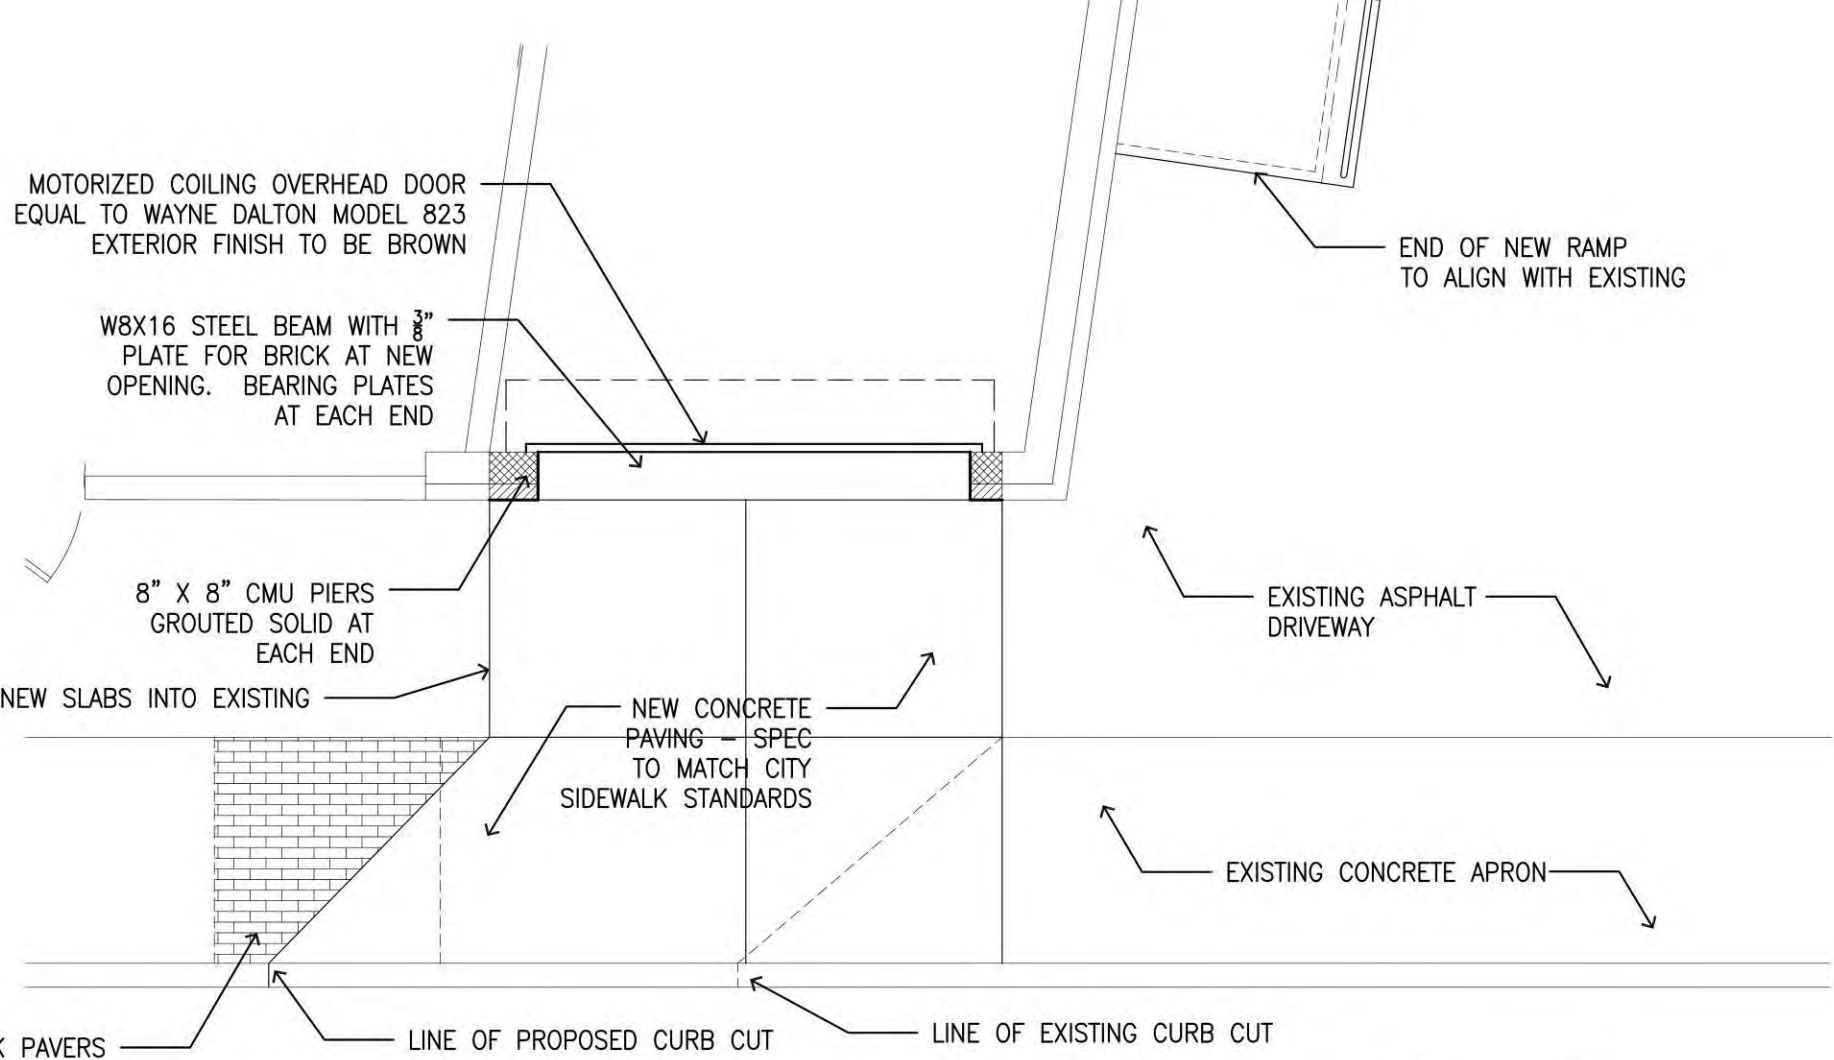 MOTORIZED COILING OVERHEAD DOOR
EQUAL TO WAYNE DALTON MODEL 823
EXTERIOR FINISH TO BE BROWN
END OF NEW RAMP
TO ALIGN WITH EXISTING
W8X16 STEEL BEAM WITH 3/8"
PLATE FOR BRICK AT NEW
OPENING. BEARING PLATES
AT EACH END
8" X 8" CMU PIERS
GROUTED SOLID AT
EACH END
EXISTING ASPHALT
DRIVEWAY
NEW SLABS INTO EXISTING
NEW CONCRETE
PAVING – SPEC
TO MATCH CITY
SIDEWALK STANDARDS
EXISTING CONCRETE APRON
PAVERS
LINE OF PROPOSED CURB CUT
LINE OF EXISTING CURB CUT